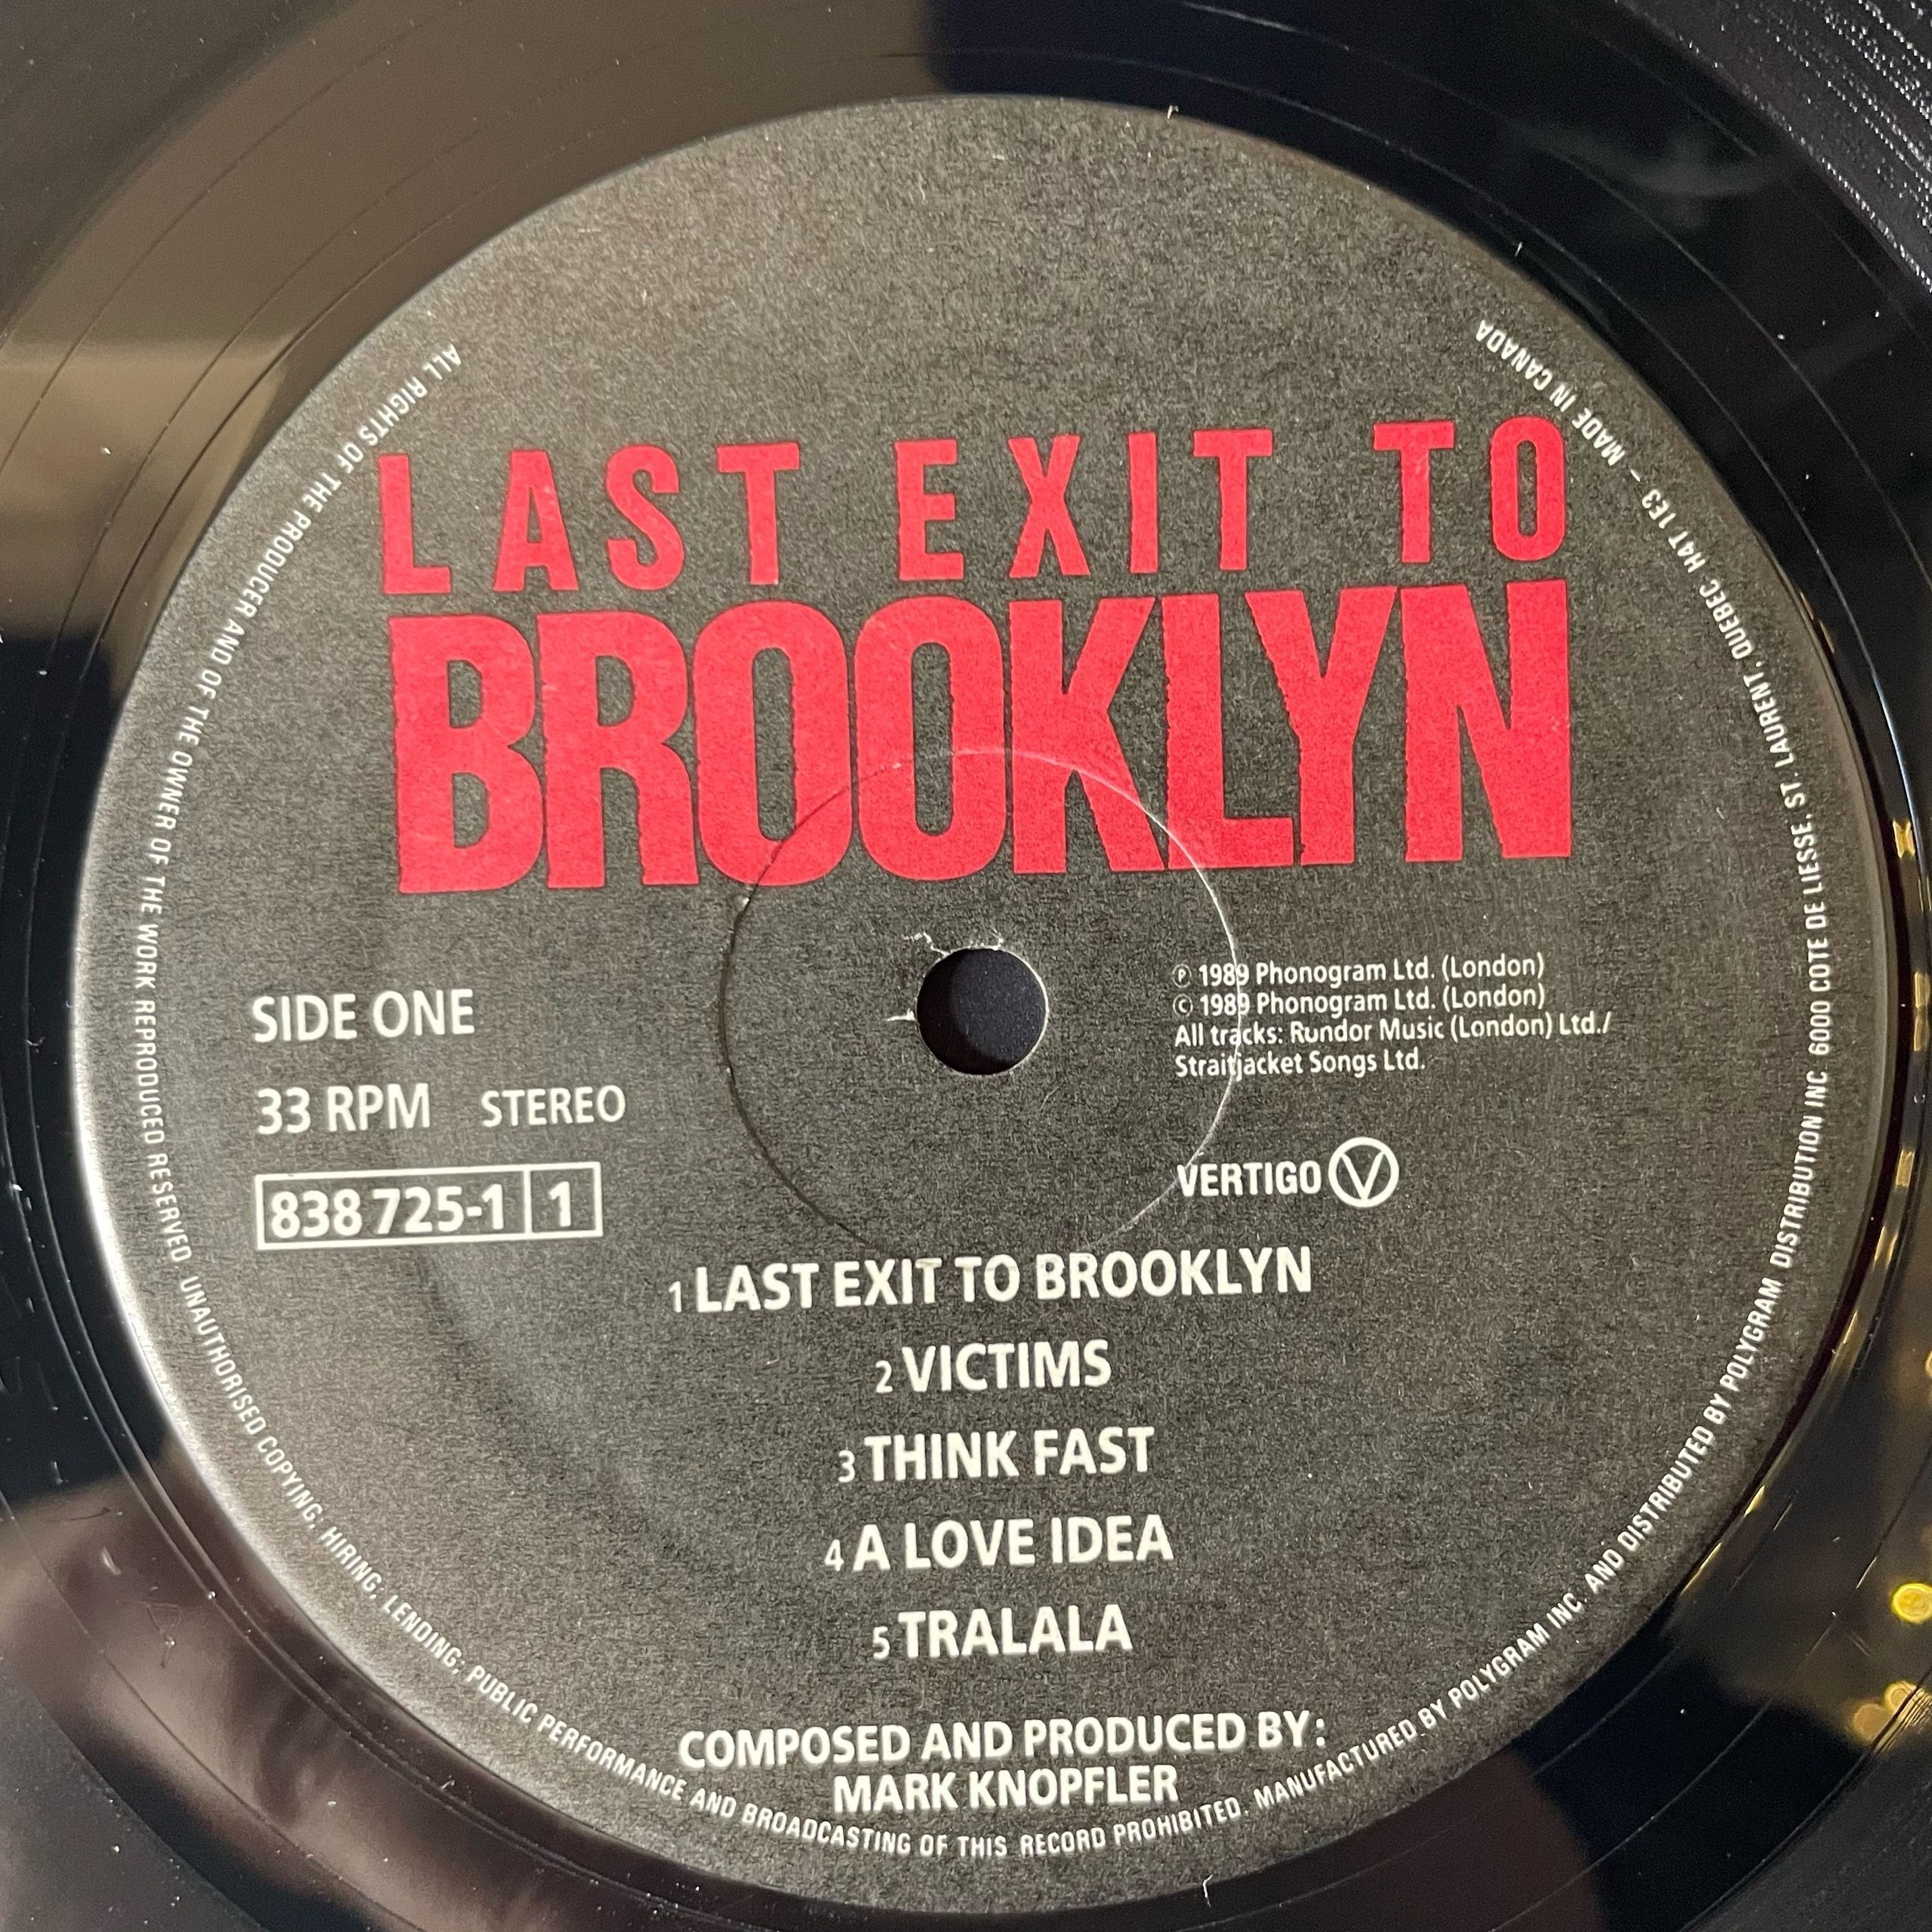 LAST EXIT TO
BROOKLYN
SIDE ONE
33 RPM STEREO
838 725-1 1
℗ 1989 Phonogram Ltd. (London)
© 1989 Phonogram Ltd. (London)
All tracks: Rundor Music (London) Ltd./
Straitjacket Songs Ltd.
VERTIGO V
1 LAST EXIT TO BROOKLYN
2 VICTIMS
3 THINK FAST
4 A LOVE IDEA
5 TRALALA
COMPOSED AND PRODUCED BY:
MARK KNOPFLER
ALL RIGHTS OF THE PRODUCER AND OF THE OWNER OF THE WORK REPRODUCED RESERVED UNAUTHORISED COPYING, HIRING, LENDING; PUBLIC PERFORMANCE AND BROADCASTING OF THIS RECORD PROHIBITED. MANUFACTURED BY POLYGRAM INC. AND DISTRIBUTED BY POLYGRAM DISTRIBUTION INC 6000 COTE DE LIESSE, ST. LAURENT, QUEBEC H4T 1E3 – MADE IN CANADA